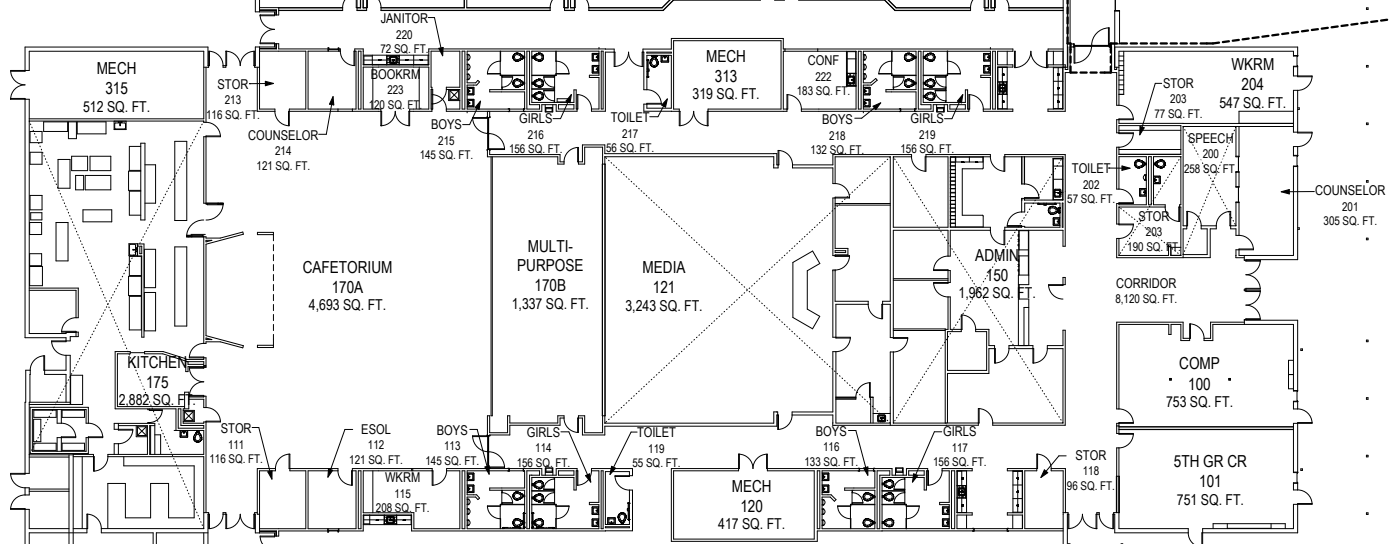 JANITOR
220
72 SQ. FT.
MECH
315
512 SQ. FT.
STOR
213
116 SQ. FT.
BOOKRM
223
120 SQ. FT.
COUNSELOR
214
121 SQ. FT.
BOYS
215
145 SQ. FT.
GIRLS
216
156 SQ. FT.
TOILET
217
56 SQ. FT.
MECH
313
319 SQ. FT.
CONF
222
183 SQ. FT.
BOYS
218
132 SQ. FT.
GIRLS
219
156 SQ. FT.
WKRM
204
547 SQ. FT.
STOR
203
77 SQ. FT.
SPEECH
200
258 SQ. FT.
TOILET
202
57 SQ. FT.
COUNSELOR
201
305 SQ. FT.
STOR
203
190 SQ. FT.
CAFETORIUM
170A
4,693 SQ. FT.
MULTI-
PURPOSE
170B
1,337 SQ. FT.
MEDIA
121
3,243 SQ. FT.
ADMIN
150
1,962 SQ. FT.
CORRIDOR
8,120 SQ. FT.
KITCHEN
175
2,882 SQ. FT.
COMP
100
753 SQ. FT.
STOR
111
116 SQ. FT.
ESOL
112
121 SQ. FT.
WKRM
115
208 SQ. FT.
BOYS
113
145 SQ. FT.
GIRLS
114
156 SQ. FT.
TOILET
119
55 SQ. FT.
MECH
120
417 SQ. FT.
BOYS
116
133 SQ. FT.
GIRLS
117
156 SQ. FT.
STOR
118
96 SQ. FT.
5TH GR CR
101
751 SQ. FT.